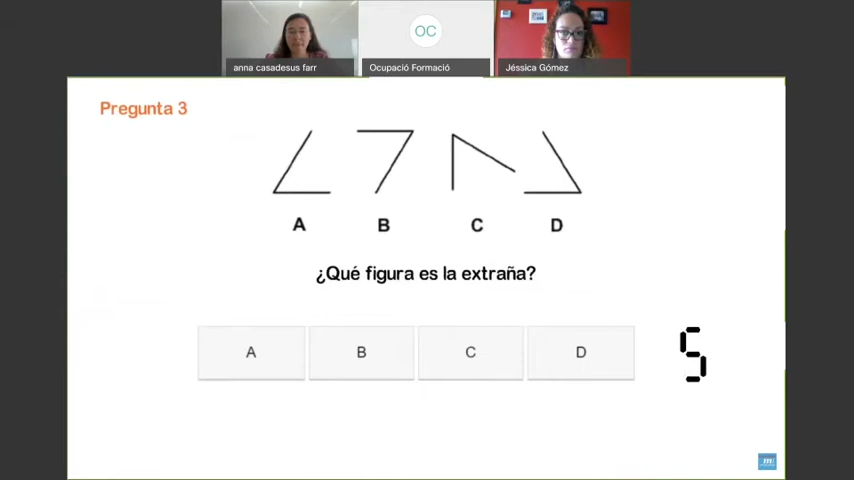 OC
anna casadesus farr
Ocupació Formació
Jéssica Gómez
Pregunta 3
A B C D
¿Qué figura es la extraña?
A B C D
5
m